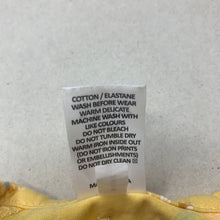 COTTON / ELASTANE
WASH BEFORE WEAR
WARM DELICATE
MACHINE WASH WITH
LIKE COLOURS
DO NOT BLEACH
DO NOT TUMBLE DRY
WARM IRON INSIDE OUT
(DO NOT IRON PRINTS
OR EMBELLISHMENTS)
DO NOT DRY CLEAN